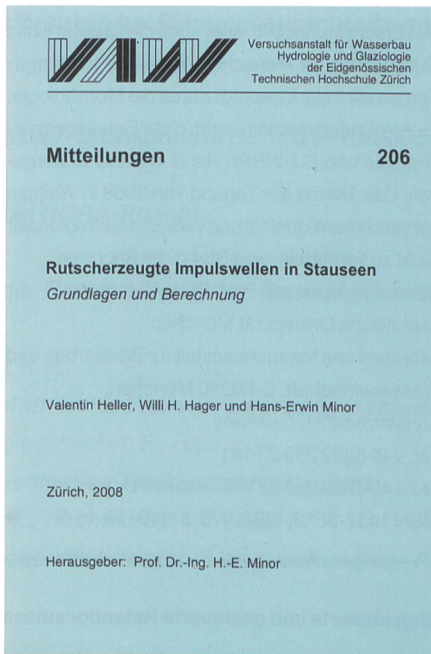 VAW
Versuchsanstalt für Wasserbau
Hydrologie und Glaziologie
der Eidgenössischen
Technischen Hochschule Zürich
Mitteilungen 206
Rutscherzeugte Impulswellen in Stauseen
Grundlagen und Berechnung
Valentin Heller, Willi H. Hager und Hans-Erwin Minor
Zürich, 2008
Herausgeber: Prof. Dr.-Ing. H.-E. Minor